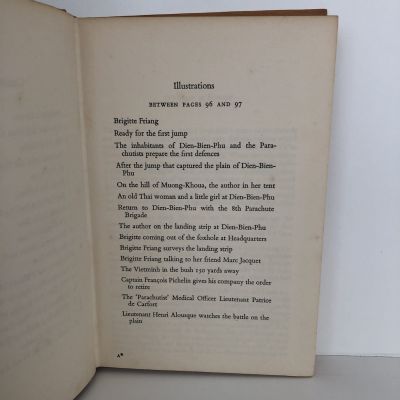 Illustrations
BETWEEN PAGES 96 AND 97
Brigitte Friang
Ready for the first jump
The inhabitants of Dien-Bien-Phu and the Para-
chutists prepare the first defences
After the jump that captured the plain of Dien-Bien-
Phu
On the hill of Muong-Khoua, the author in her tent
An old Thai woman and a little girl at Dien-Bien-Phu
Return to Dien-Bien-Phu with the 8th Parachute
Brigade
The author on the landing strip at Dien-Bien-Phu
Brigitte coming out of the foxhole at Headquarters
Brigitte Friang surveys the landing strip
Brigitte Friang talking to her friend Marc Jacquet
The Vietminh in the bush 150 yards away
Captain François Pichelin gives his company the order
to retire
The 'Parachutist' Medical Officer Lieutenant Patrice
de Carfort
Lieutenant Henri Alousque watches the battle on the
plain
A*